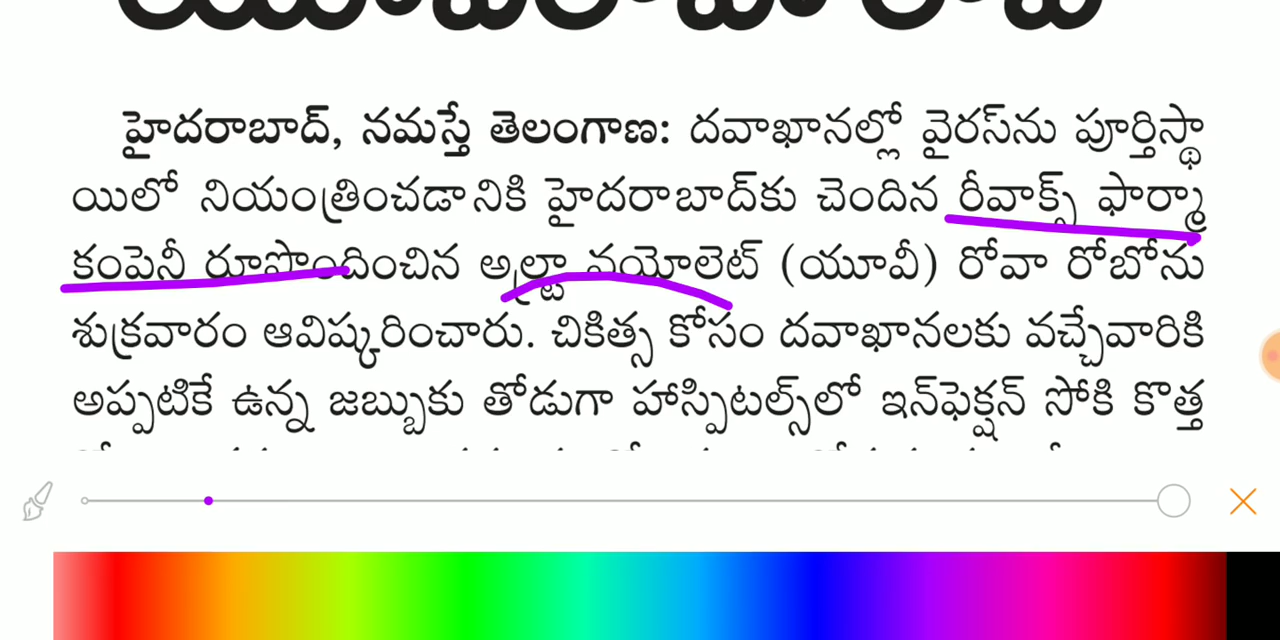 హైదరాబాద్, నమస్తే తెలంగాణ: దవాఖానల్లో వైరస్‌ను పూర్తిస్థా
యిలో నియంత్రించడానికి హైదరాబాద్‌కు చెందిన రీవాక్స్ ఫార్మా
కంపెనీ రూపొందించిన అల్ట్రా వయోలెట్ (యూవీ) రోవా రోబోను
శుక్రవారం ఆవిష్కరించారు. చికిత్స కోసం దవాఖానలకు వచ్చేవారికి
అప్పటికే ఉన్న జబ్బుకు తోడుగా హాస్పిటల్స్‌లో ఇన్‌ఫెక్షన్ సోకి కొత్త